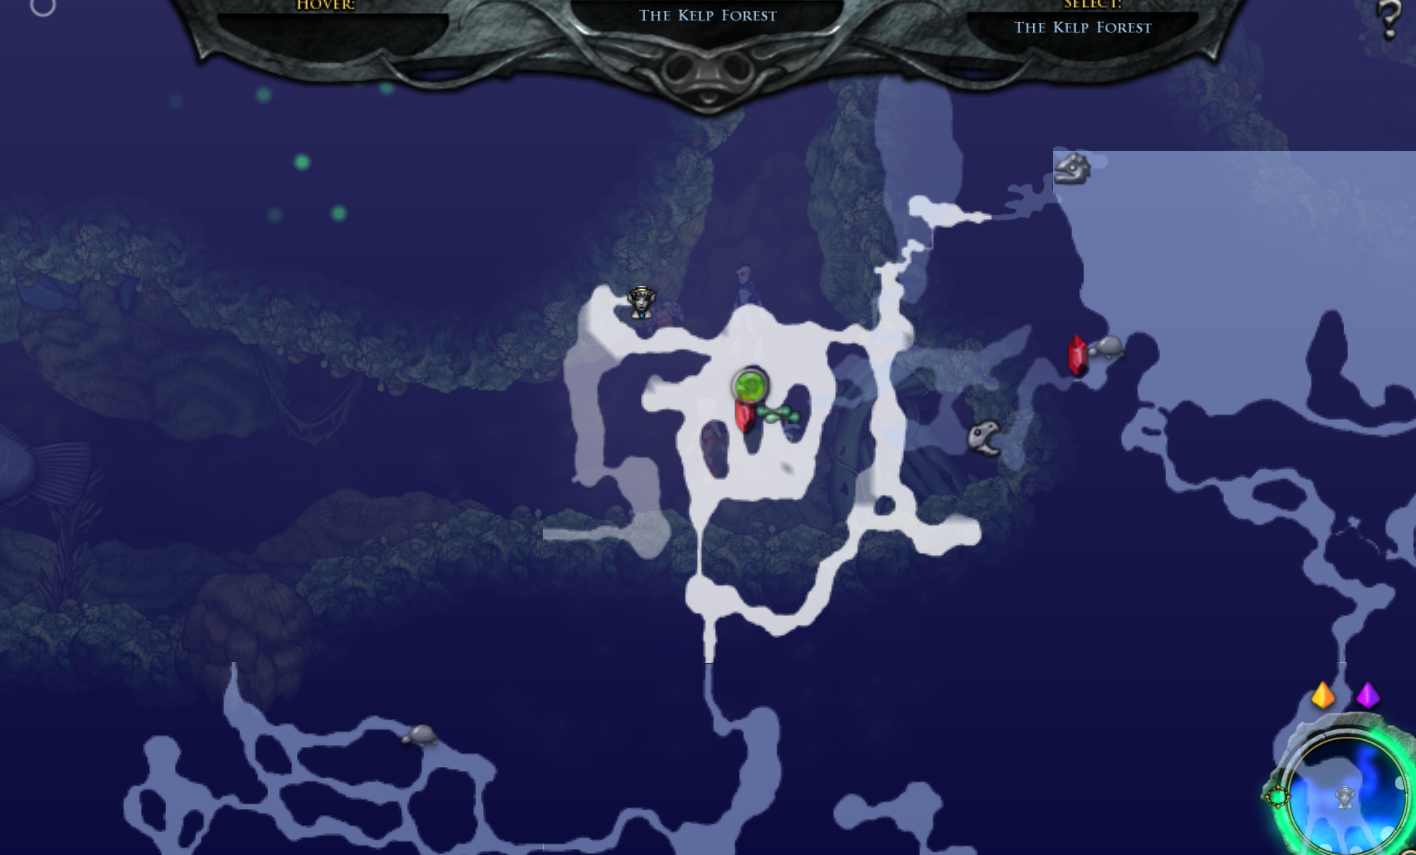 HOVER:
THE KELP FOREST
SELECT:
THE KELP FOREST
?